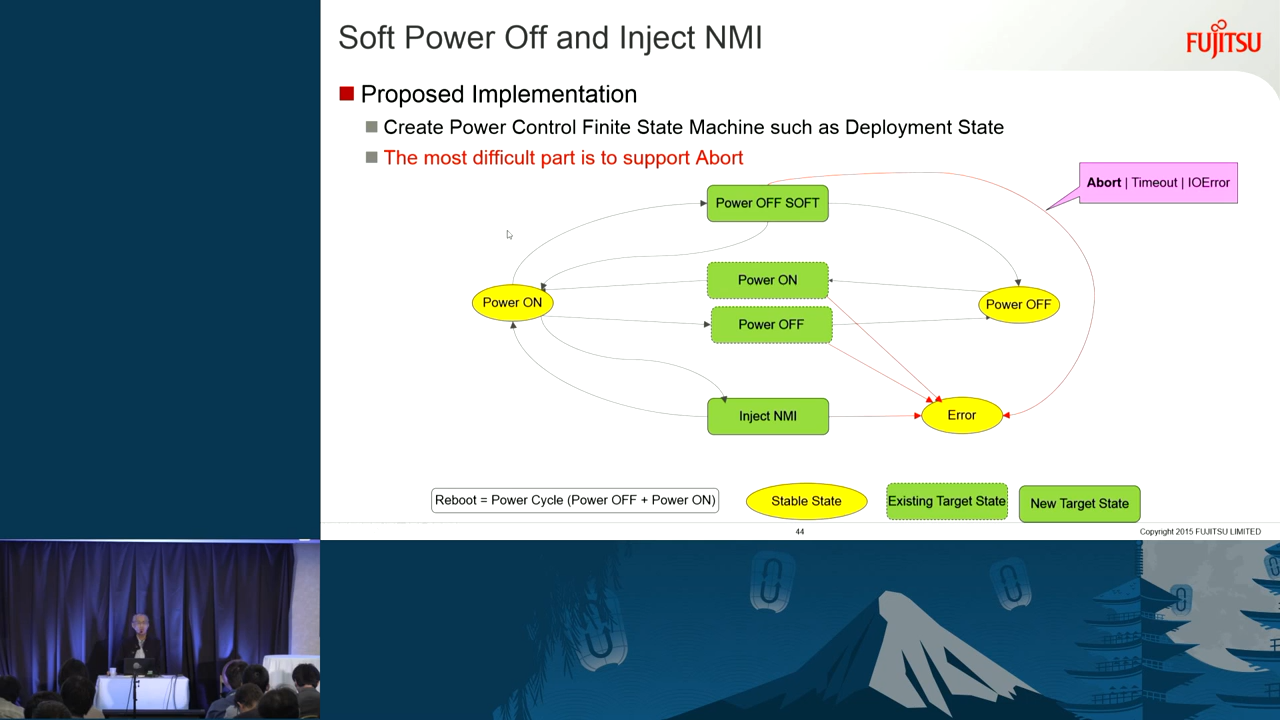 Soft Power Off and Inject NMI
FUJITSU
Proposed Implementation
Create Power Control Finite State Machine such as Deployment State
The most difficult part is to support Abort
Abort | Timeout | IOError
Power OFF SOFT
Power ON
Power ON
Power OFF
Power OFF
Inject NMI
Error
Reboot = Power Cycle (Power OFF + Power ON)
Stable State
Existing Target State
New Target State
44
Copyright 2015 FUJITSU LIMITED